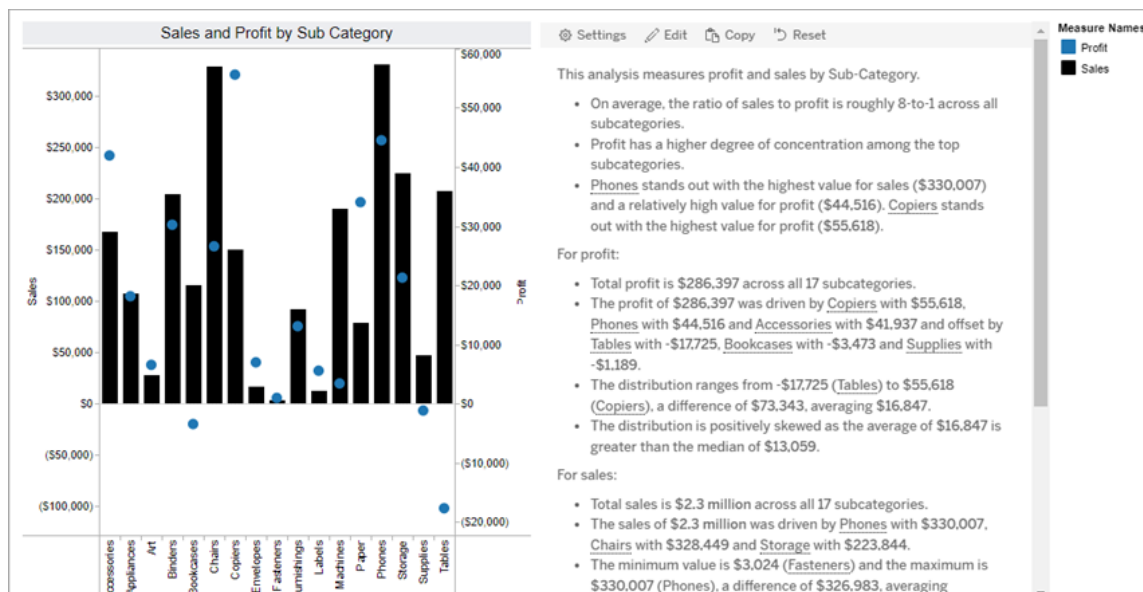 Sales and Profit by Sub Category
$300,000
$250,000
$200,000
$150,000
$100,000
$50,000
$0
($50,000)
($100,000)
Sales
$60,000
$50,000
$40,000
$30,000
$20,000
$10,000
$0
($10,000)
($20,000)
Profit
Appliances
Art
Binders
Chairs
Copiers
Envelopes
Fasteners
Labels
Machines
Paper
Phones
Storage
Supplies
Tables
Settings Edit Copy Reset
This analysis measures profit and sales by Sub-Category.
• On average, the ratio of sales to profit is roughly 8-to-1 across all
subcategories.
• Profit has a higher degree of concentration among the top
subcategories.
• Phones stands out with the highest value for sales ($330,007)
and a relatively high value for profit ($44,516). Copiers stands
out with the highest value for profit ($55,618).
For profit:
• Total profit is $286,397 across all 17 subcategories.
• The profit of $286,397 was driven by Copiers with $55,618,
Phones with $44,516 and Accessories with $41,937 and offset by
Tables with -$17,725, Bookcases with -$3,473 and Supplies with
-$1,189.
• The distribution ranges from -$17,725 (Tables) to $55,618
(Copiers), a difference of $73,343, averaging $16,847.
• The distribution is positively skewed as the average of $16,847 is
greater than the median of $13,059.
For sales:
• Total sales is $2.3 million across all 17 subcategories.
• The sales of $2.3 million was driven by Phones with $330,007,
Chairs with $328,449 and Storage with $223,844.
• The minimum value is $3,024 (Fasteners) and the maximum is
$330,007 (Phones), a difference of $326,983, averaging
Measure Names
Profit
Sales